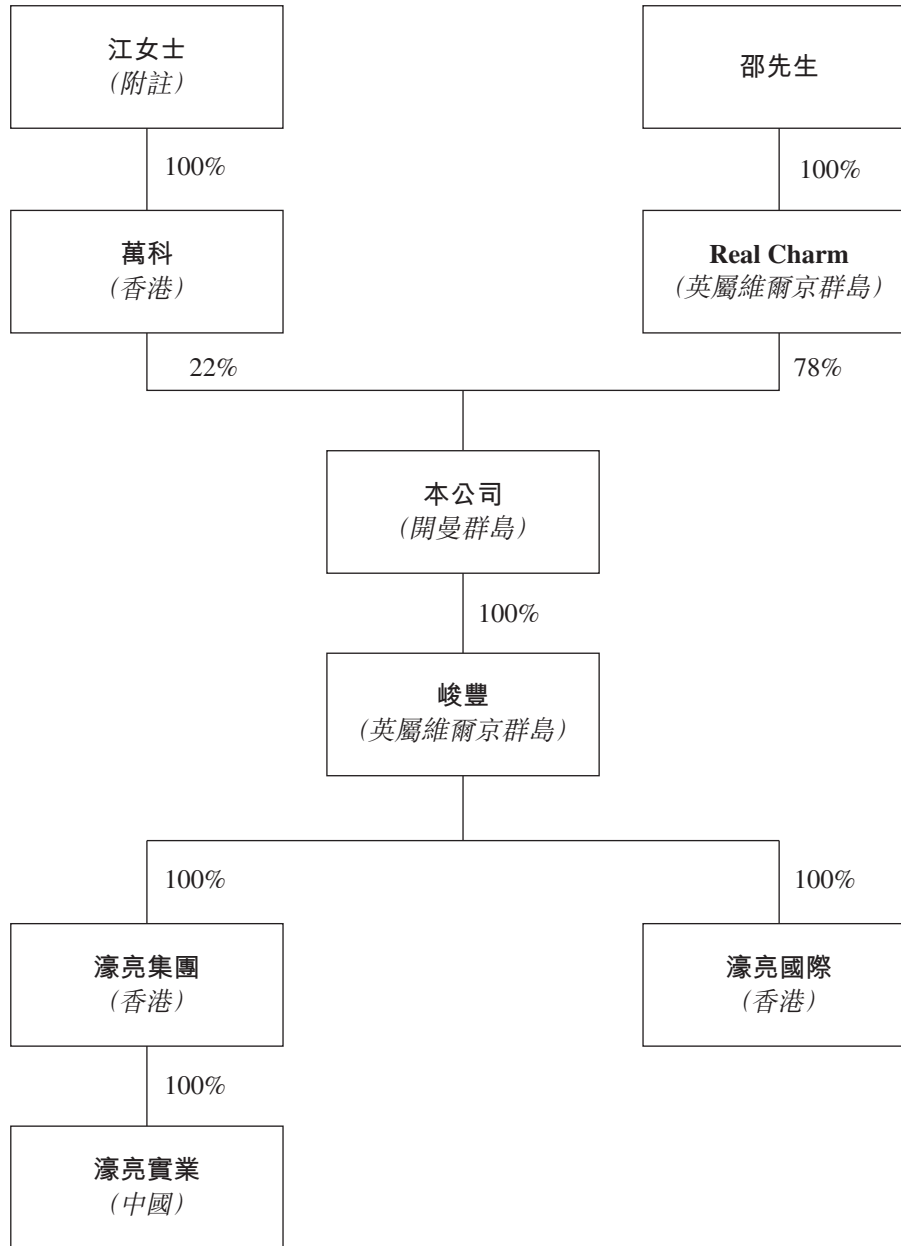 江女士
（附註）
邵先生
100%
100%
萬科
（香港）
Real Charm
（英屬維爾京群島）
22%
78%
本公司
（開曼群島）
100%
峻豐
（英屬維爾京群島）
100%
100%
濠亮集團
（香港）
濠亮國際
（香港）
100%
濠亮實業
（中國）